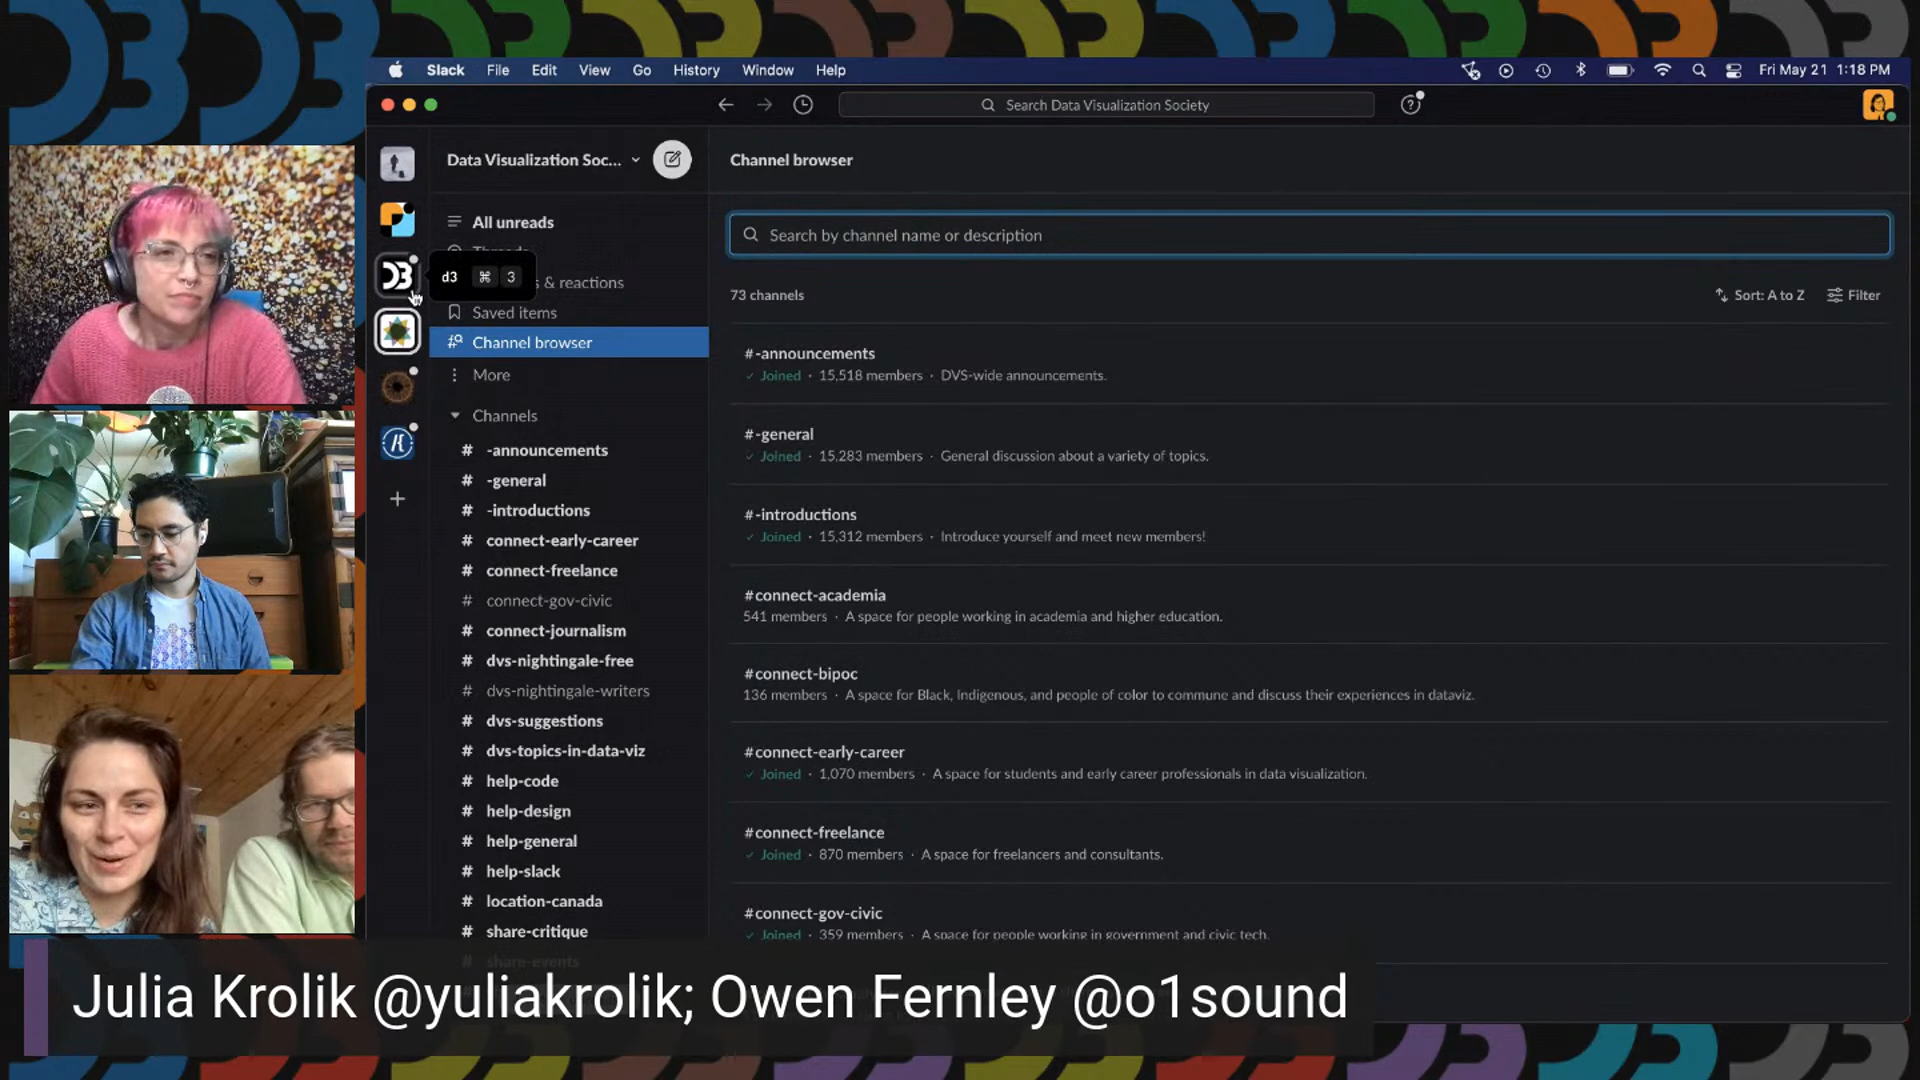 Slack File Edit View Go History Window Help
Fri May 21 1:18 PM
Search Data Visualization Society
Data Visualization Soc...
All unreads
Threads
d3 ⌘ 3
& reactions
Saved items
Channel browser
More
Channels
# -announcements
# -general
# -introductions
# connect-early-career
# connect-freelance
# connect-gov-civic
# connect-journalism
# dvs-nightingale-free
# dvs-nightingale-writers
# dvs-suggestions
# dvs-topics-in-data-viz
# help-code
# help-design
# help-general
# help-slack
# location-canada
# share-critique
share-events
Channel browser
Search by channel name or description
73 channels
Sort: A to Z
Filter
#-announcements
✓ Joined · 15,518 members · DVS-wide announcements.
#-general
✓ Joined · 15,283 members · General discussion about a variety of topics.
#-introductions
✓ Joined · 15,312 members · Introduce yourself and meet new members!
#connect-academia
541 members · A space for people working in academia and higher education.
#connect-bipoc
136 members · A space for Black, Indigenous, and people of color to commune and discuss their experiences in dataviz.
#connect-early-career
✓ Joined · 1,070 members · A space for students and early career professionals in data visualization.
#connect-freelance
✓ Joined · 870 members · A space for freelancers and consultants.
#connect-gov-civic
✓ Joined · 359 members · A space for people working in government and civic tech.
Julia Krolik @yuliakrolik; Owen Fernley @o1sound